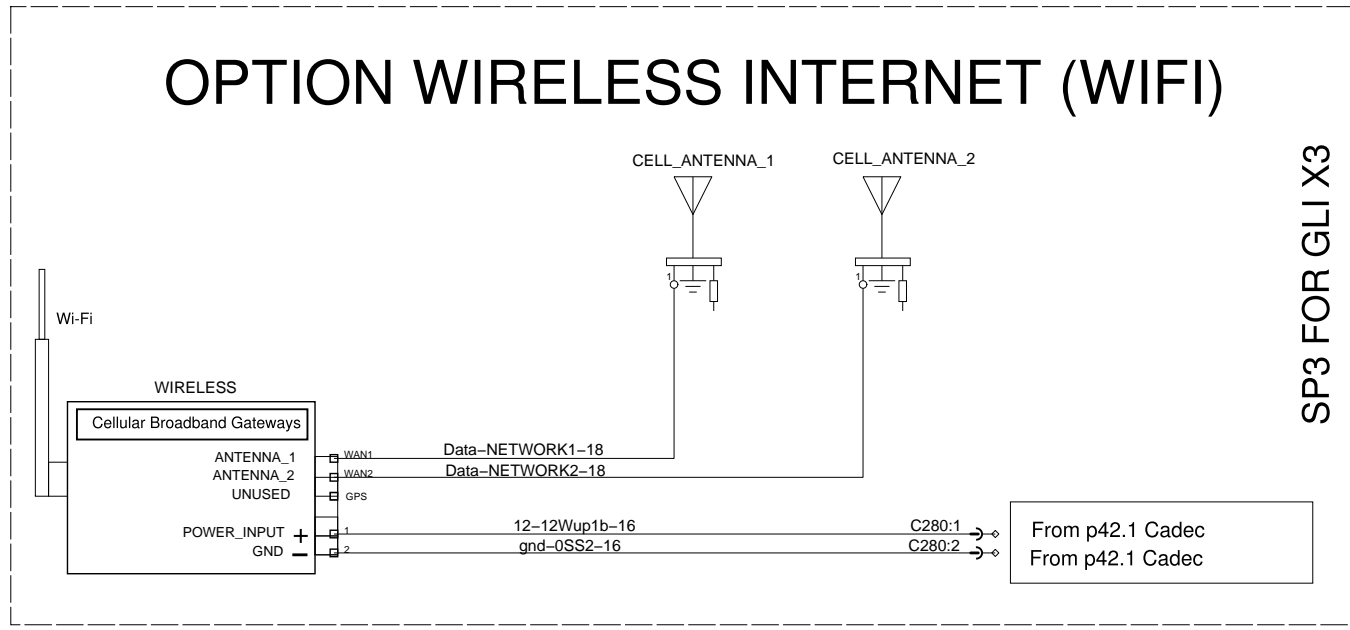 OPTION WIRELESS INTERNET (WIFI)
SP3 FOR GLI X3
CELL_ANTENNA_1
CELL_ANTENNA_2
1
1
Wi-Fi
WIRELESS
Cellular Broadband Gateways
ANTENNA_1 WAN1 Data–NETWORK1–18
ANTENNA_2 WAN2 Data–NETWORK2–18
UNUSED GPS
POWER_INPUT + 1 12–12Wup1b–16 C280:1
GND – 2 gnd-0SS2–16 C280:2
From p42.1 Cadec
From p42.1 Cadec